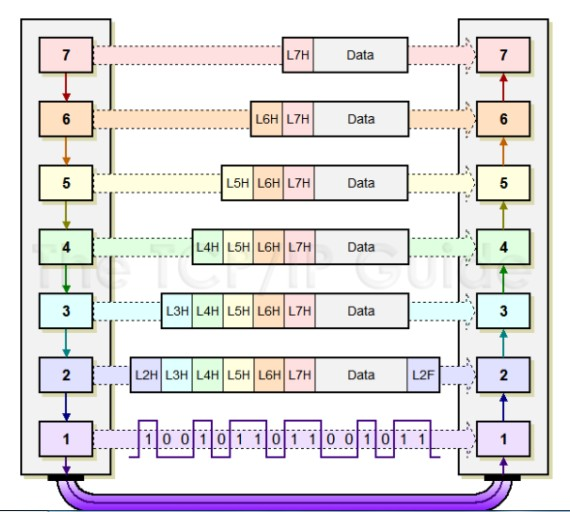 7 L7H Data 7
6 L6H L7H Data 6
5 L5H L6H L7H Data 5
4 L4H L5H L6H L7H Data 4
The TCP/IP Guide
3 L3H L4H L5H L6H L7H Data 3
2 L2H L3H L4H L5H L6H L7H Data L2F 2
1 1 0 0 1 0 1 1 0 1 1 0 0 1 0 1 1 1